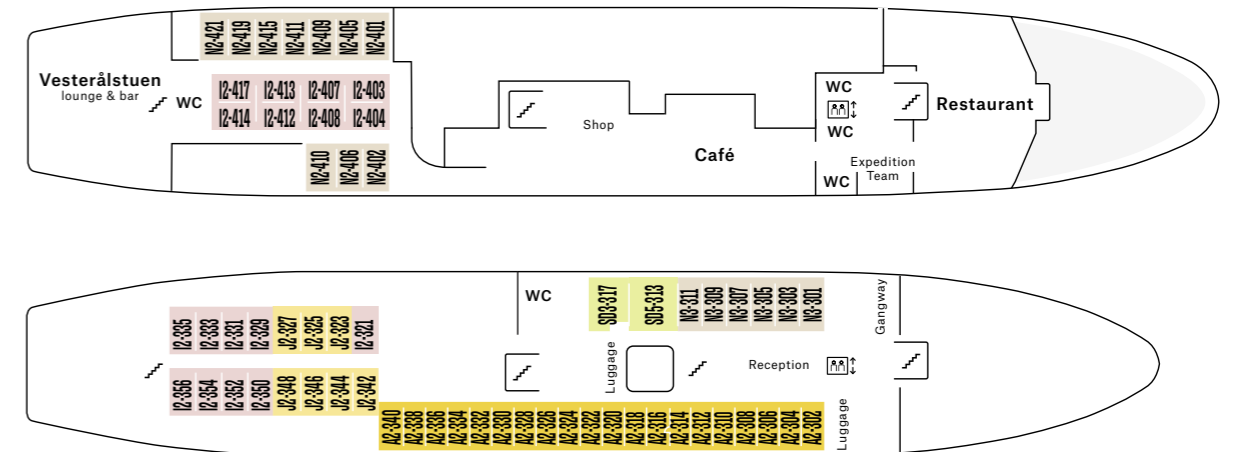 N2-421
N2-419
N2-415
N2-411
N2-409
N2-405
N2-401
Vesterålstuen
lounge & bar
WC
I2-417 I2-413 I2-407 I2-403
I2-414 I2-412 I2-408 I2-404
N2-410
N2-406
N2-402
Shop
Café
WC
WC
WC
Expedition
Team
Restaurant
I2-335
I2-333
I2-331
I2-329
J2-327
J2-325
J2-323
I2-321
I2-356
I2-354
I2-352
I2-350
J2-348
J2-346
J2-344
J2-342
WC
SD3-317
SD5-313
N3-311
N3-309
N3-307
N3-305
N3-303
N3-301
Luggage
Reception
Gangway
A2-340
A2-338
A2-336
A2-334
A2-332
A2-330
A2-328
A2-326
A2-324
A2-322
A2-320
A2-318
A2-316
A2-314
A2-312
A2-310
A2-308
A2-306
A2-304
A2-302
Luggage